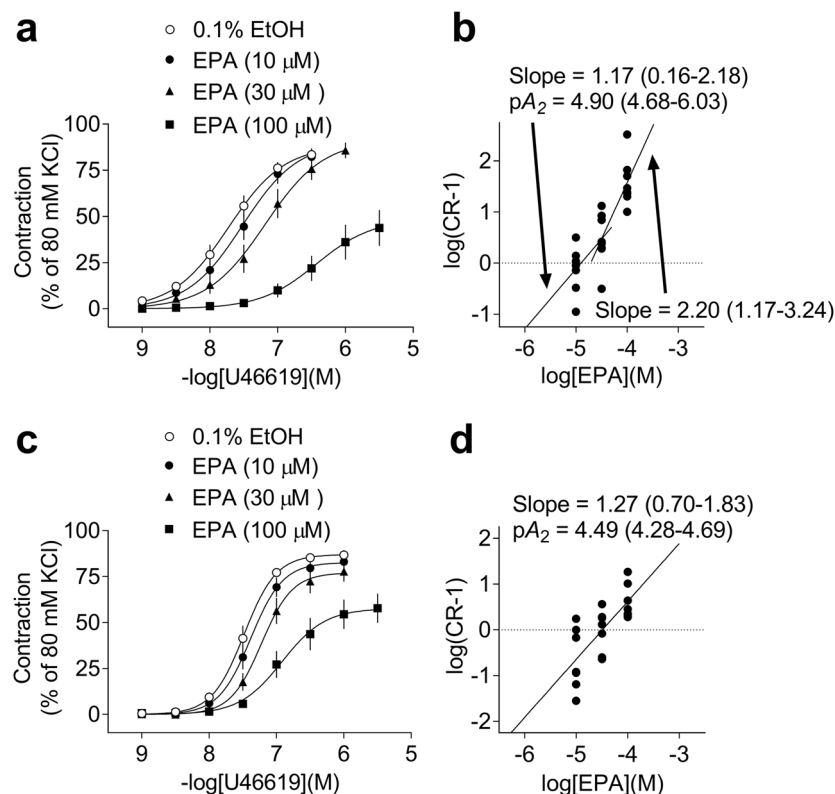 a
0.1% EtOH
EPA (10 μM)
EPA (30 μM )
EPA (100 μM)
Contraction
(% of 80 mM KCl)
100
75
50
25
0
9 8 7 6 5
-log[U46619](M)
b
Slope = 1.17 (0.16-2.18)
pA2 = 4.90 (4.68-6.03)
log(CR-1)
2
1
0
-1
Slope = 2.20 (1.17-3.24)
-6 -5 -4 -3
log[EPA](M)
c
0.1% EtOH
EPA (10 μM)
EPA (30 μM )
EPA (100 μM)
Contraction
(% of 80 mM KCl)
100
75
50
25
0
9 8 7 6 5
-log[U46619](M)
d
Slope = 1.27 (0.70-1.83)
pA2 = 4.49 (4.28-4.69)
log(CR-1)
2
1
0
-1
-2
-6 -5 -4 -3
log[EPA](M)